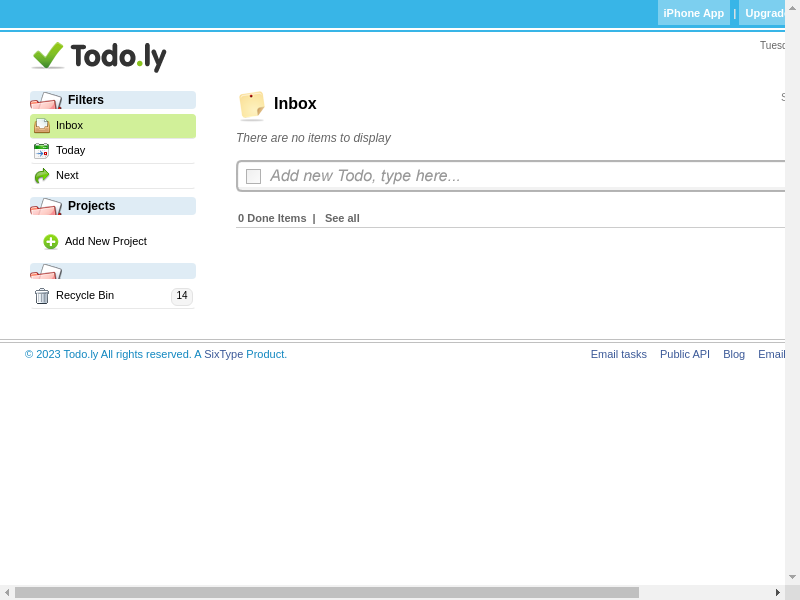 iPhone App | Upgrad
Todo.ly
Tuesd
Filters
Inbox
Today
Next
Projects
Add New Project
Recycle Bin 14
Inbox
There are no items to display
Add new Todo, type here...
0 Done Items | See all
© 2023 Todo.ly All rights reserved. A SixType Product.
Email tasks Public API Blog Email